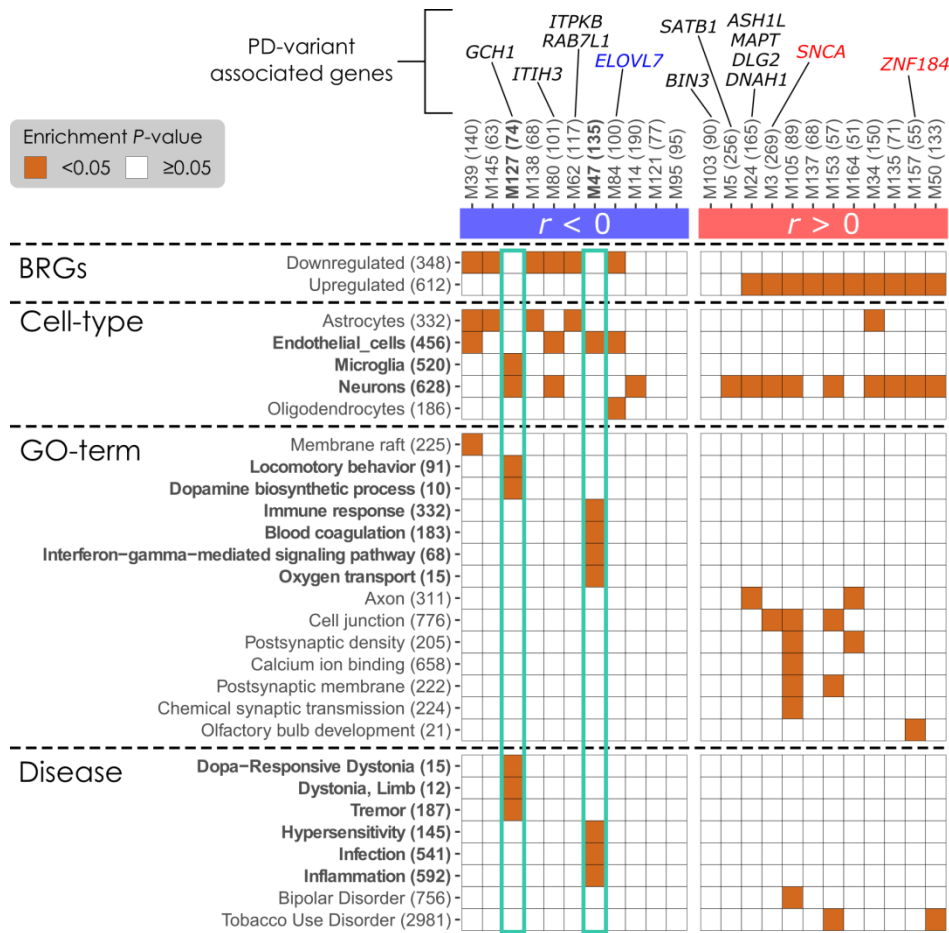 PD-variant
associated genes
GCH1
ITIH3
ITPKB
RAB7L1
ELOVL7
SATB1
BIN3
ASH1L
MAPT
DLG2
DNAH1
SNCA
ZNF184
Enrichment P-value
<0.05
≥0.05
M39 (140)
M145 (63)
M127 (74)
M138 (68)
M80 (101)
M62 (117)
M47 (135)
M84 (100)
M14 (190)
M121 (77)
M95 (95)
M103 (90)
M5 (256)
M24 (165)
M3 (269)
M105 (89)
M137 (68)
M153 (57)
M164 (51)
M34 (150)
M135 (71)
M157 (55)
M50 (133)
r < 0
r > 0
BRGs
Downregulated (348)
Upregulated (612)
Cell-type
Astrocytes (332)
Endothelial_cells (456)
Microglia (520)
Neurons (628)
Oligodendrocytes (186)
GO-term
Membrane raft (225)
Locomotory behavior (91)
Dopamine biosynthetic process (10)
Immune response (332)
Blood coagulation (183)
Interferon−gamma−mediated signaling pathway (68)
Oxygen transport (15)
Axon (311)
Cell junction (776)
Postsynaptic density (205)
Calcium ion binding (658)
Postsynaptic membrane (222)
Chemical synaptic transmission (224)
Olfactory bulb development (21)
Disease
Dopa−Responsive Dystonia (15)
Dystonia, Limb (12)
Tremor (187)
Hypersensitivity (145)
Infection (541)
Inflammation (592)
Bipolar Disorder (756)
Tobacco Use Disorder (2981)